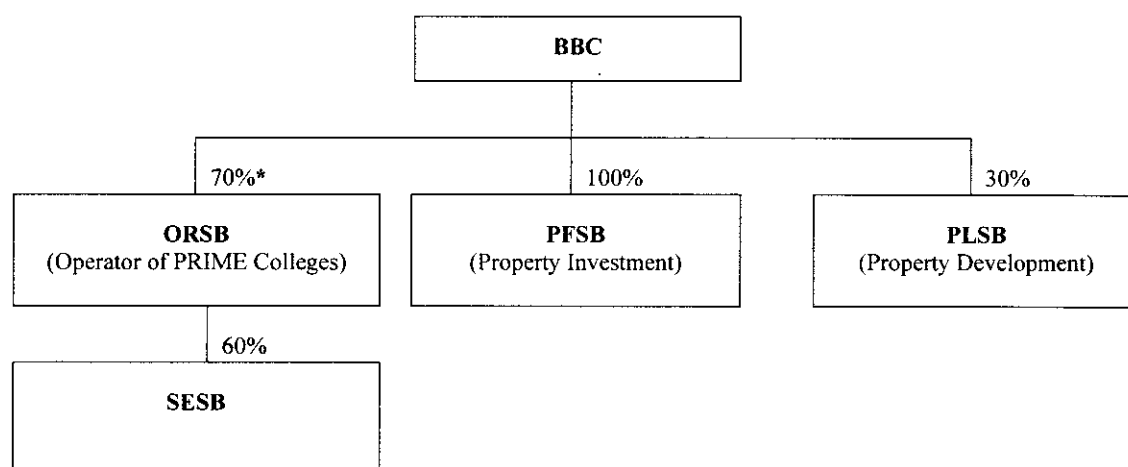 BBC
70%*
100%
30%
ORSB
(Operator of PRIME Colleges)
PFSB
(Property Investment)
PLSB
(Property Development)
60%
SESB